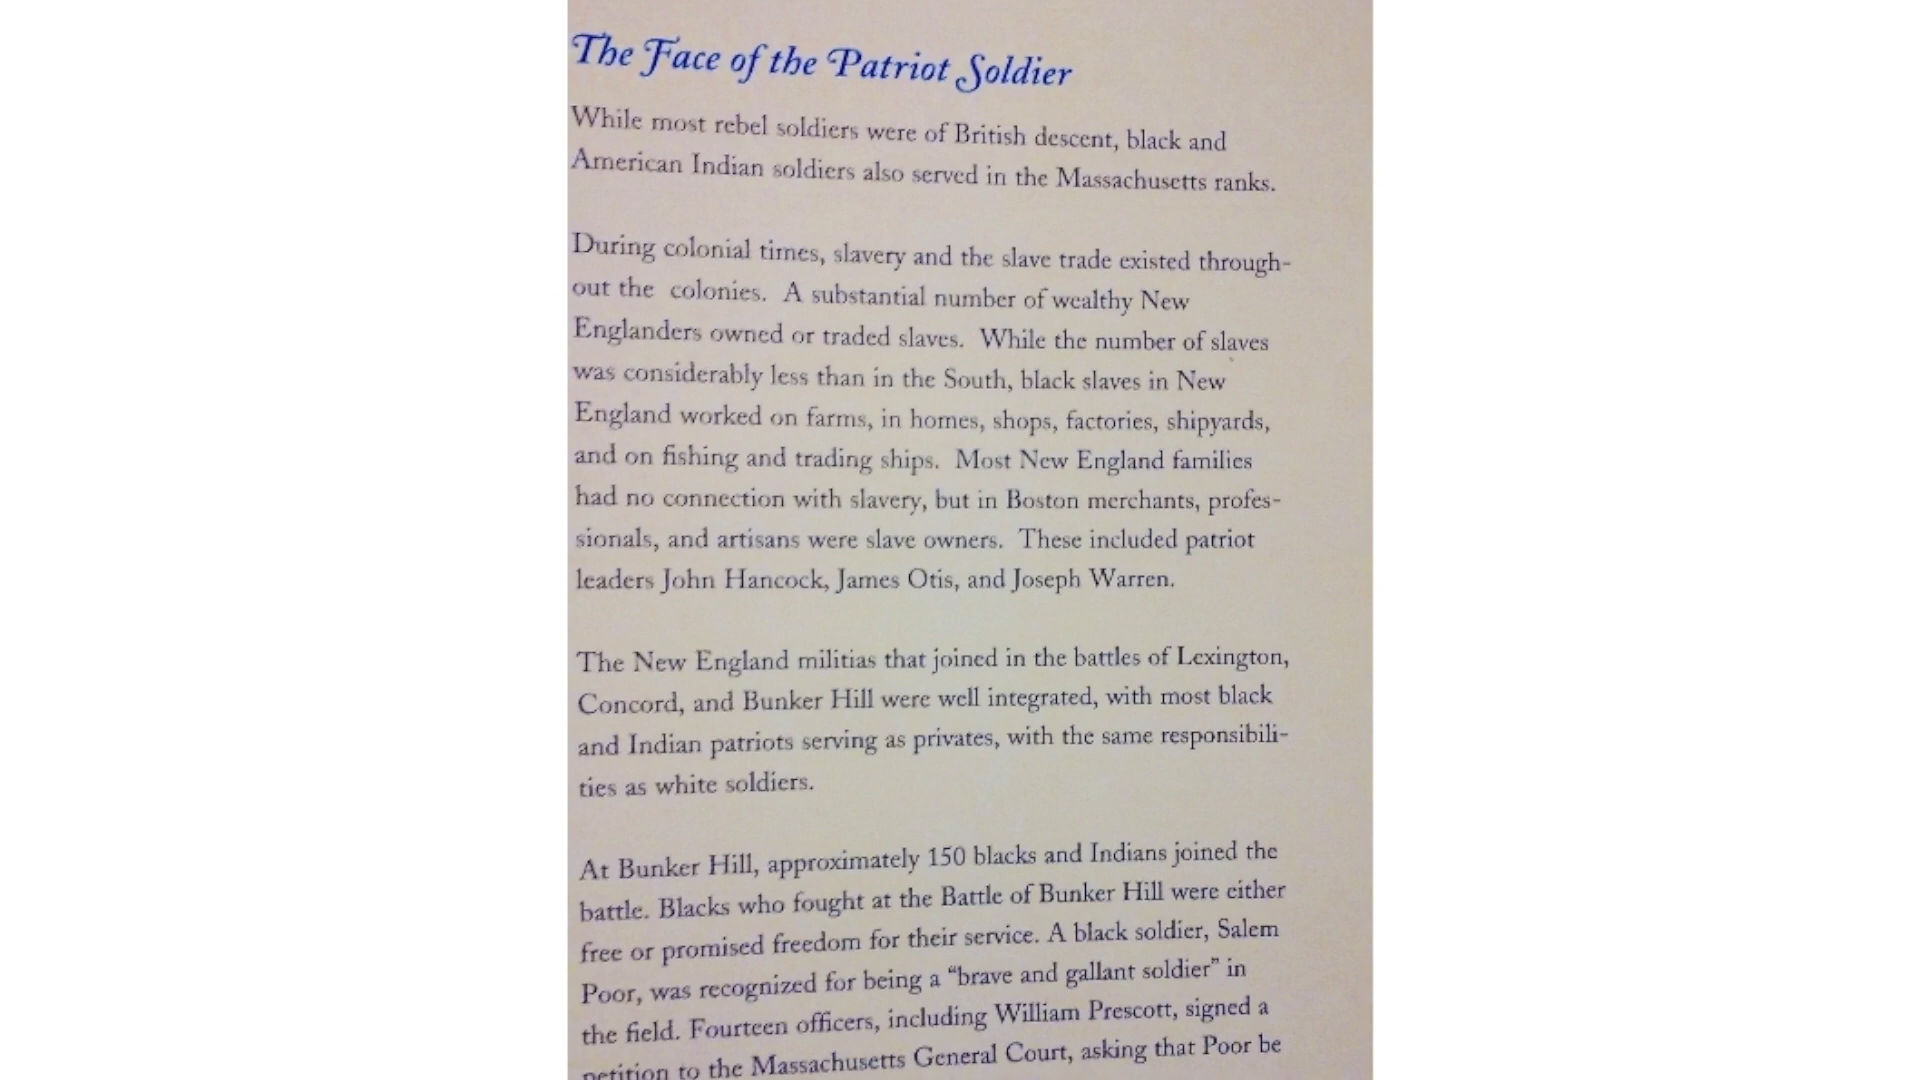 The Face of the Patriot Soldier
While most rebel soldiers were of British descent, black and
American Indian soldiers also served in the Massachusetts ranks.
During colonial times, slavery and the slave trade existed through-
out the colonies. A substantial number of wealthy New
Englanders owned or traded slaves. While the number of slaves
was considerably less than in the South, black slaves in New
England worked on farms, in homes, shops, factories, shipyards,
and on fishing and trading ships. Most New England families
had no connection with slavery, but in Boston merchants, profes-
sionals, and artisans were slave owners. These included patriot
leaders John Hancock, James Otis, and Joseph Warren.
The New England militias that joined in the battles of Lexington,
Concord, and Bunker Hill were well integrated, with most black
and Indian patriots serving as privates, with the same responsibili-
ties as white soldiers.
At Bunker Hill, approximately 150 blacks and Indians joined the
battle. Blacks who fought at the Battle of Bunker Hill were either
free or promised freedom for their service. A black soldier, Salem
Poor, was recognized for being a “brave and gallant soldier” in
the field. Fourteen officers, including William Prescott, signed a
petition to the Massachusetts General Court, asking that Poor be